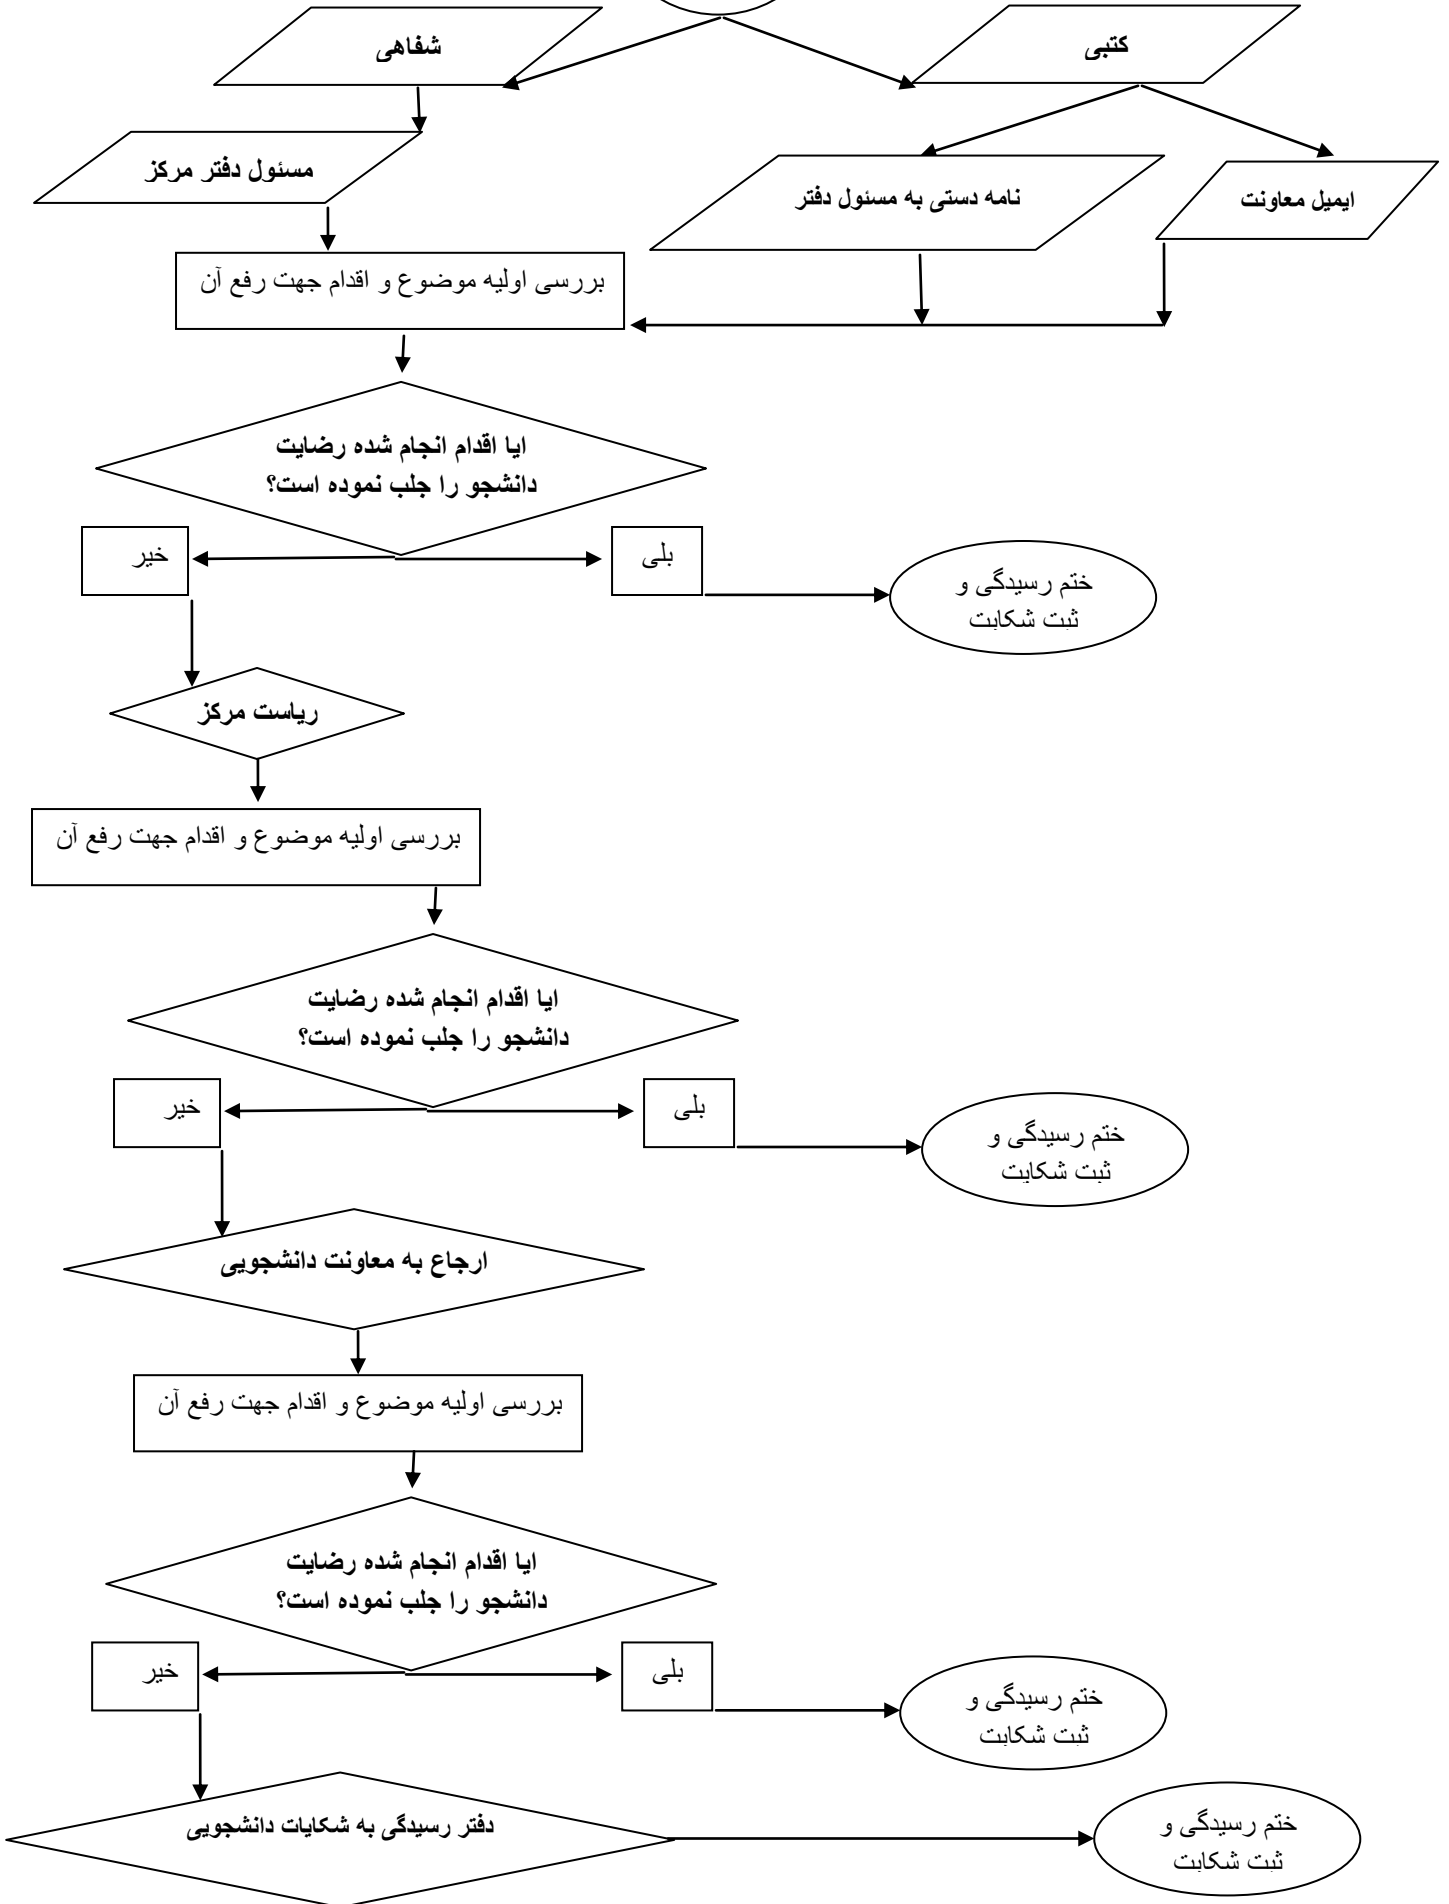 کتبی
شفاهی
مسئول دفتر مرکز
نامه دستی به مسئول دفتر
ایمیل معاونت
بررسی اولیه موضوع و اقدام جهت رفع آن
ایا اقدام انجام شده رضایت
دانشجو را جلب نموده است؟
بلی
خیر
ختم رسیدگی و
ثبت شکایت
ریاست مرکز
بررسی اولیه موضوع و اقدام جهت رفع آن
ایا اقدام انجام شده رضایت
دانشجو را جلب نموده است؟
بلی
خیر
ختم رسیدگی و
ثبت شکایت
ارجاع به معاونت دانشجویی
بررسی اولیه موضوع و اقدام جهت رفع آن
ایا اقدام انجام شده رضایت
دانشجو را جلب نموده است؟
بلی
خیر
ختم رسیدگی و
ثبت شکایت
دفتر رسیدگی به شکایات دانشجویی
ختم رسیدگی و
ثبت شکایت